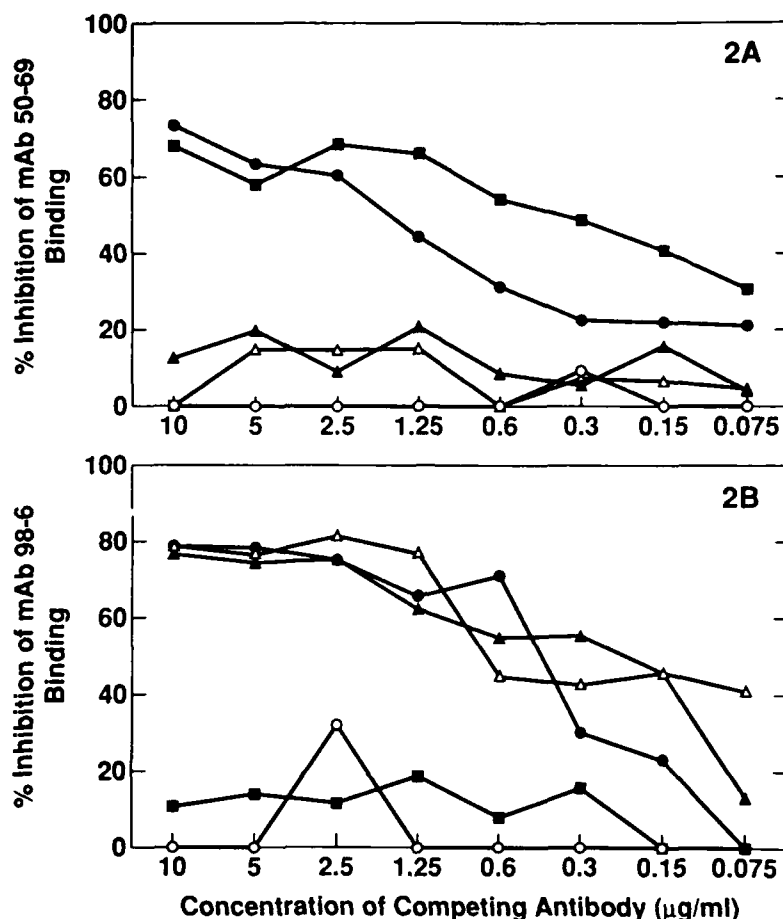 2A
% Inhibition of mAb 50-69
Binding
100
80
60
40
20
0
10 5 2.5 1.25 0.6 0.3 0.15 0.075
2B
% Inhibition of mAb 98-6
Binding
100
80
60
40
20
0
10 5 2.5 1.25 0.6 0.3 0.15 0.075
Concentration of Competing Antibody (μg/ml)